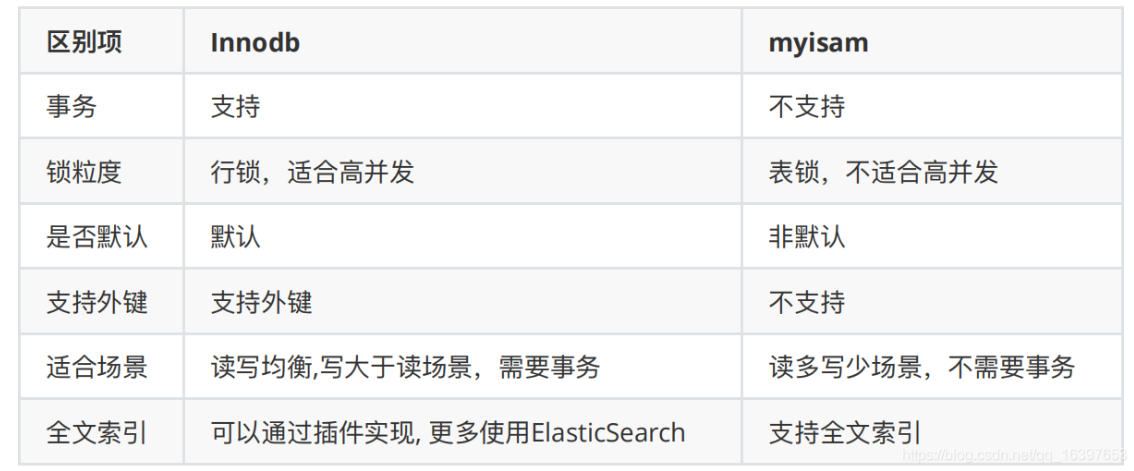 区别项 Innodb myisam
事务 支持 不支持
锁粒度 行锁，适合高并发 表锁，不适合高并发
是否默认 默认 非默认
支持外键 支持外键 不支持
适合场景 读写均衡,写大于读场景，需要事务 读多写少场景，不需要事务
全文索引 可以通过插件实现, 更多使用ElasticSearch 支持全文索引
https://blog.csdn.net/qq_16397653